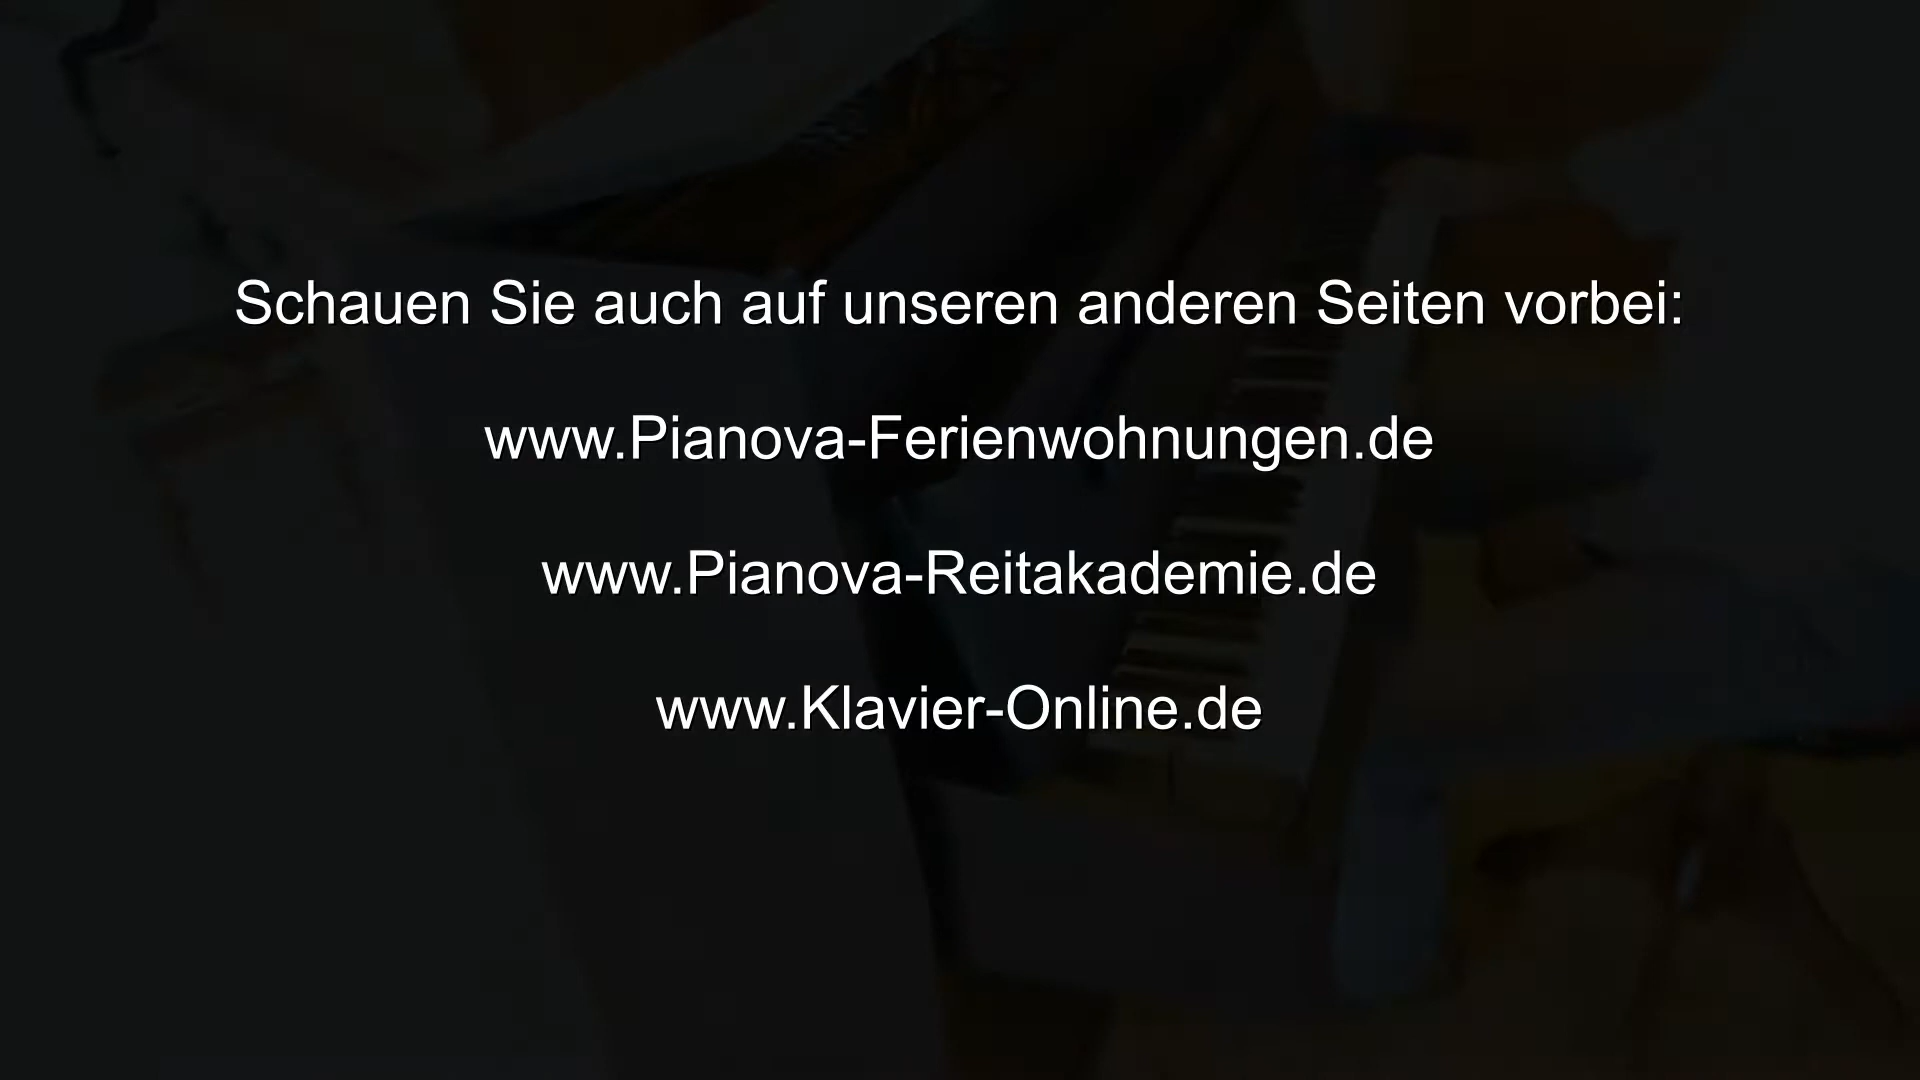 Schauen Sie auch auf unseren anderen Seiten vorbei:
www.Pianova-Ferienwohnungen.de
www.Pianova-Reitakademie.de
www.Klavier-Online.de